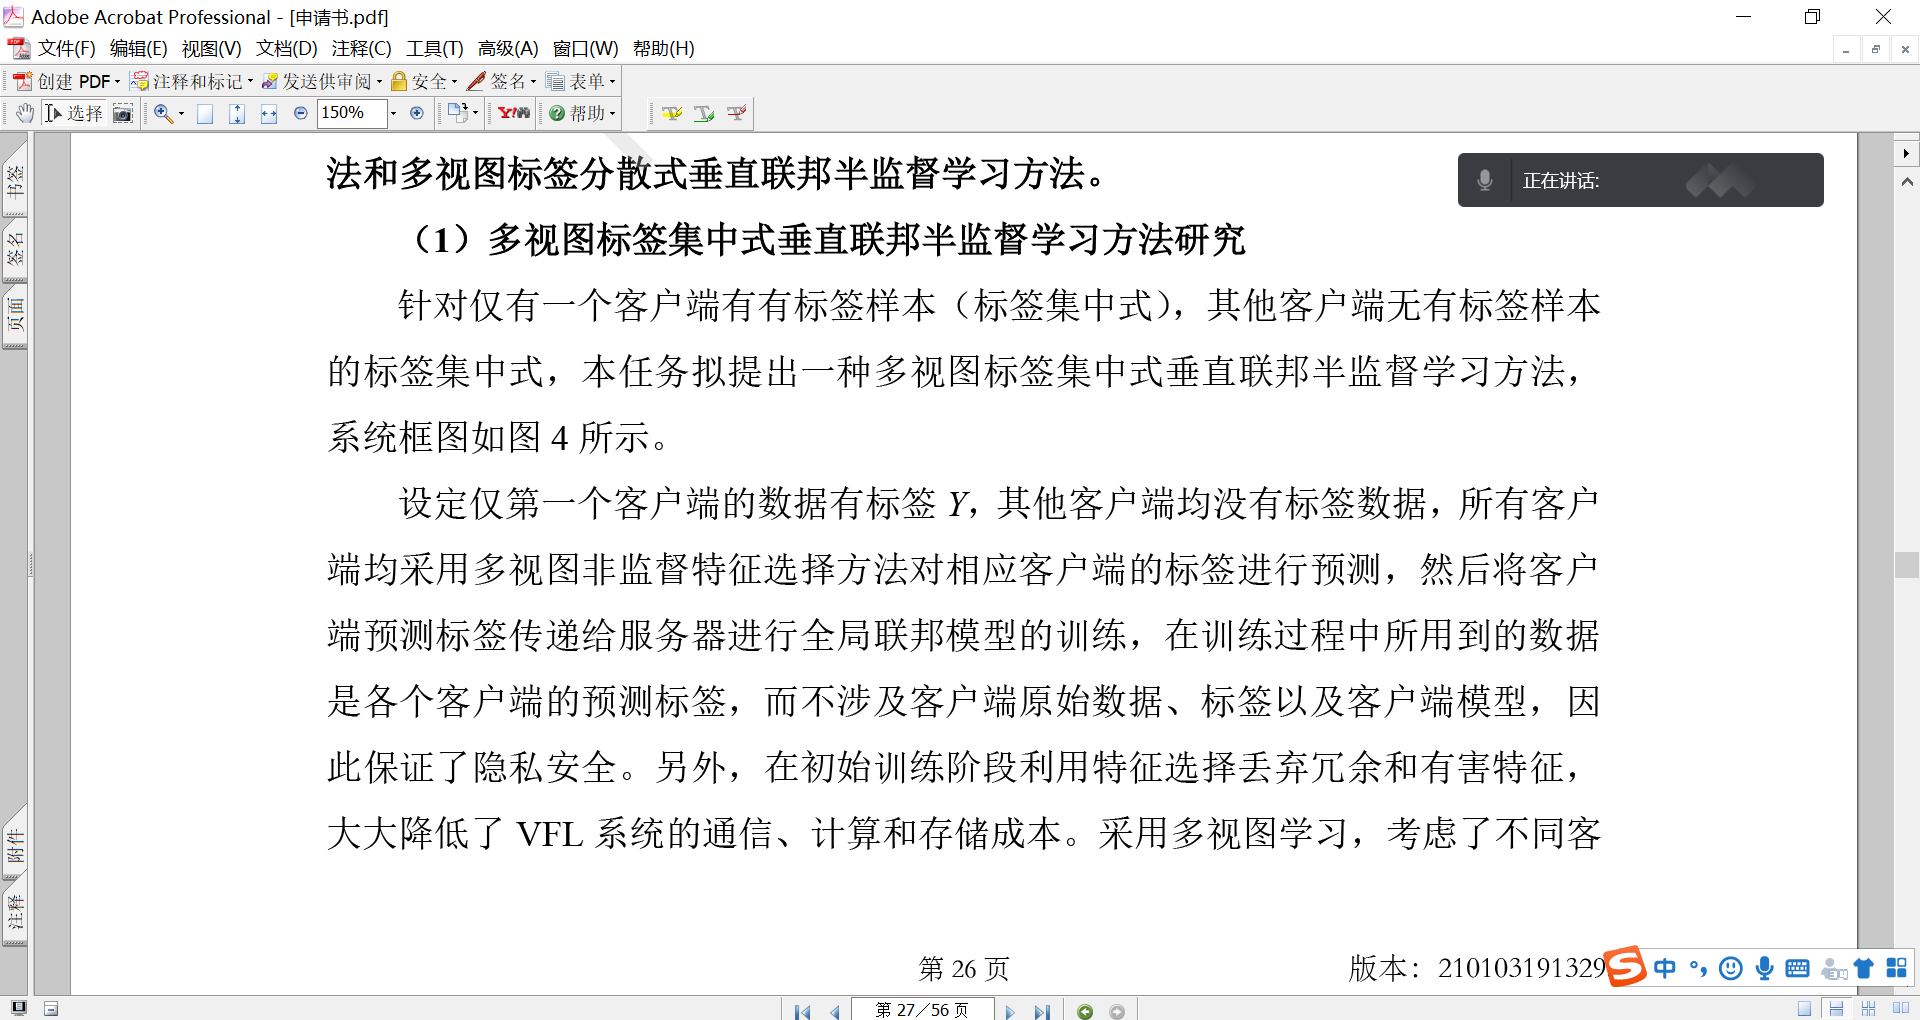 Adobe Acrobat Professional - [申请书.pdf]
文件(F) 编辑(E) 视图(V) 文档(D) 注释(C) 工具(T) 高级(A) 窗口(W) 帮助(H)
创建 PDF 注释和标记 发送供审阅 安全 签名 表单
选择 150% Y! 帮助
书签
签名
页面
附件
注释
正在讲话:
法和多视图标签分散式垂直联邦半监督学习方法。
（1）多视图标签集中式垂直联邦半监督学习方法研究
针对仅有一个客户端有有标签样本（标签集中式），其他客户端无有标签样本
的标签集中式，本任务拟提出一种多视图标签集中式垂直联邦半监督学习方法，
系统框图如图 4 所示。
设定仅第一个客户端的数据有标签 Y，其他客户端均没有标签数据，所有客户
端均采用多视图非监督特征选择方法对相应客户端的标签进行预测，然后将客户
端预测标签传递给服务器进行全局联邦模型的训练，在训练过程中所用到的数据
是各个客户端的预测标签，而不涉及客户端原始数据、标签以及客户端模型，因
此保证了隐私安全。另外，在初始训练阶段利用特征选择丢弃冗余和有害特征，
大大降低了 VFL 系统的通信、计算和存储成本。采用多视图学习，考虑了不同客
第 26 页
版本：210103191329
中
第 27／56 页